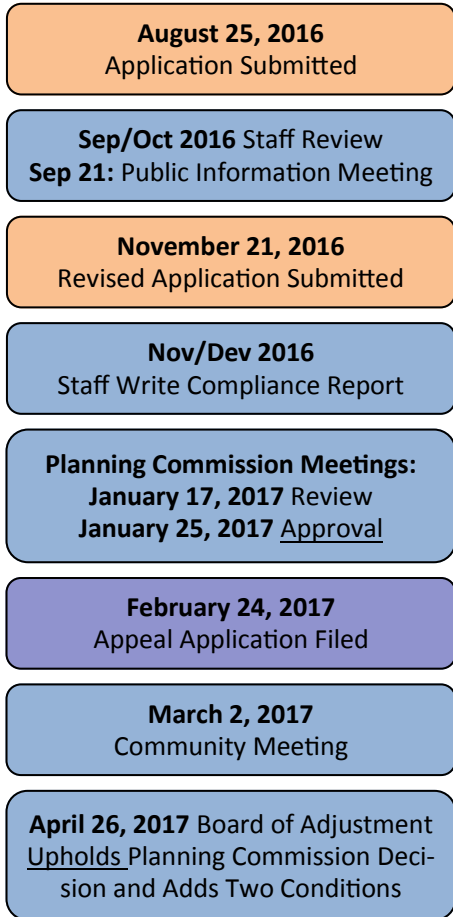 August 25, 2016
Application Submitted
Sep/Oct 2016 Staff Review
Sep 21: Public Information Meeting
November 21, 2016
Revised Application Submitted
Nov/Dev 2016
Staff Write Compliance Report
Planning Commission Meetings:
January 17, 2017 Review
January 25, 2017 Approval
February 24, 2017
Appeal Application Filed
March 2, 2017
Community Meeting
April 26, 2017 Board of Adjustment
Upholds Planning Commission Deci-
sion and Adds Two Conditions